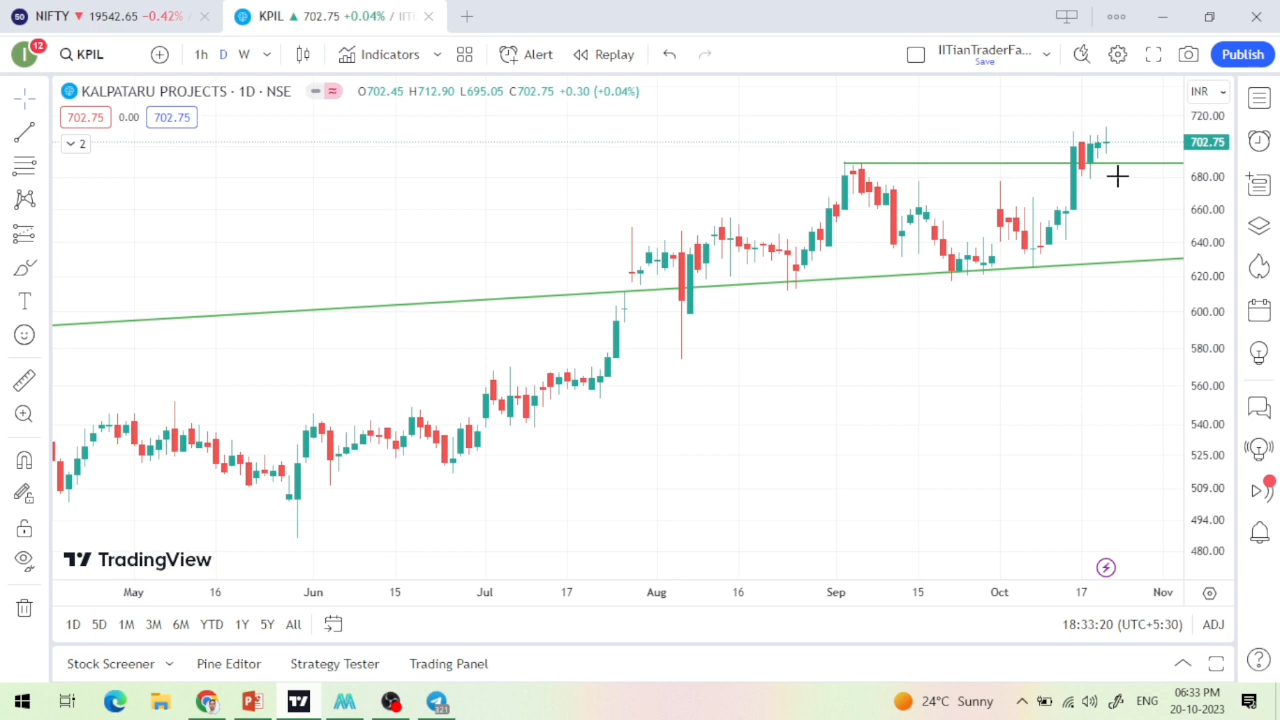 50 NIFTY ▼ 19542.65 −0.42% /
KPIL ▲ 702.75 +0.04% / IITi
I 12 KPIL 1h D W Indicators Alert Replay IITianTraderFa... Save Publish
KALPATARU PROJECTS · 1D · NSE O702.45 H712.90 L695.05 C702.75 +0.30 (+0.04%) INR
702.75 0.00 702.75
2
720.00
702.75
680.00
660.00
640.00
620.00
600.00
580.00
560.00
540.00
525.00
509.00
494.00
480.00
TradingView
May 16 Jun 15 Jul 17 Aug 16 Sep 15 Oct 17 Nov
1D 5D 1M 3M 6M YTD 1Y 5Y All 18:33:20 (UTC+5:30) ADJ
Stock Screener Pine Editor Strategy Tester Trading Panel
121 24°C Sunny ENG 06:33 PM
20-10-2023